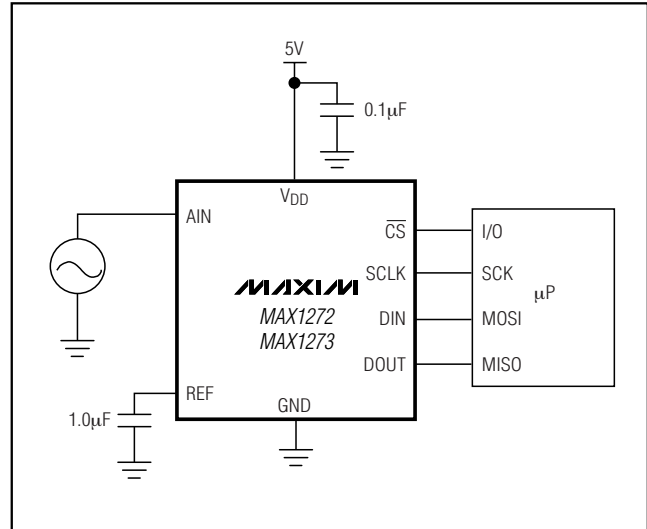 5V
0.1μF
VDD
AIN
CS I/O
SCLK SCK
MAXIM
μP
MAX1272
DIN MOSI
MAX1273
DOUT MISO
REF
GND
1.0μF